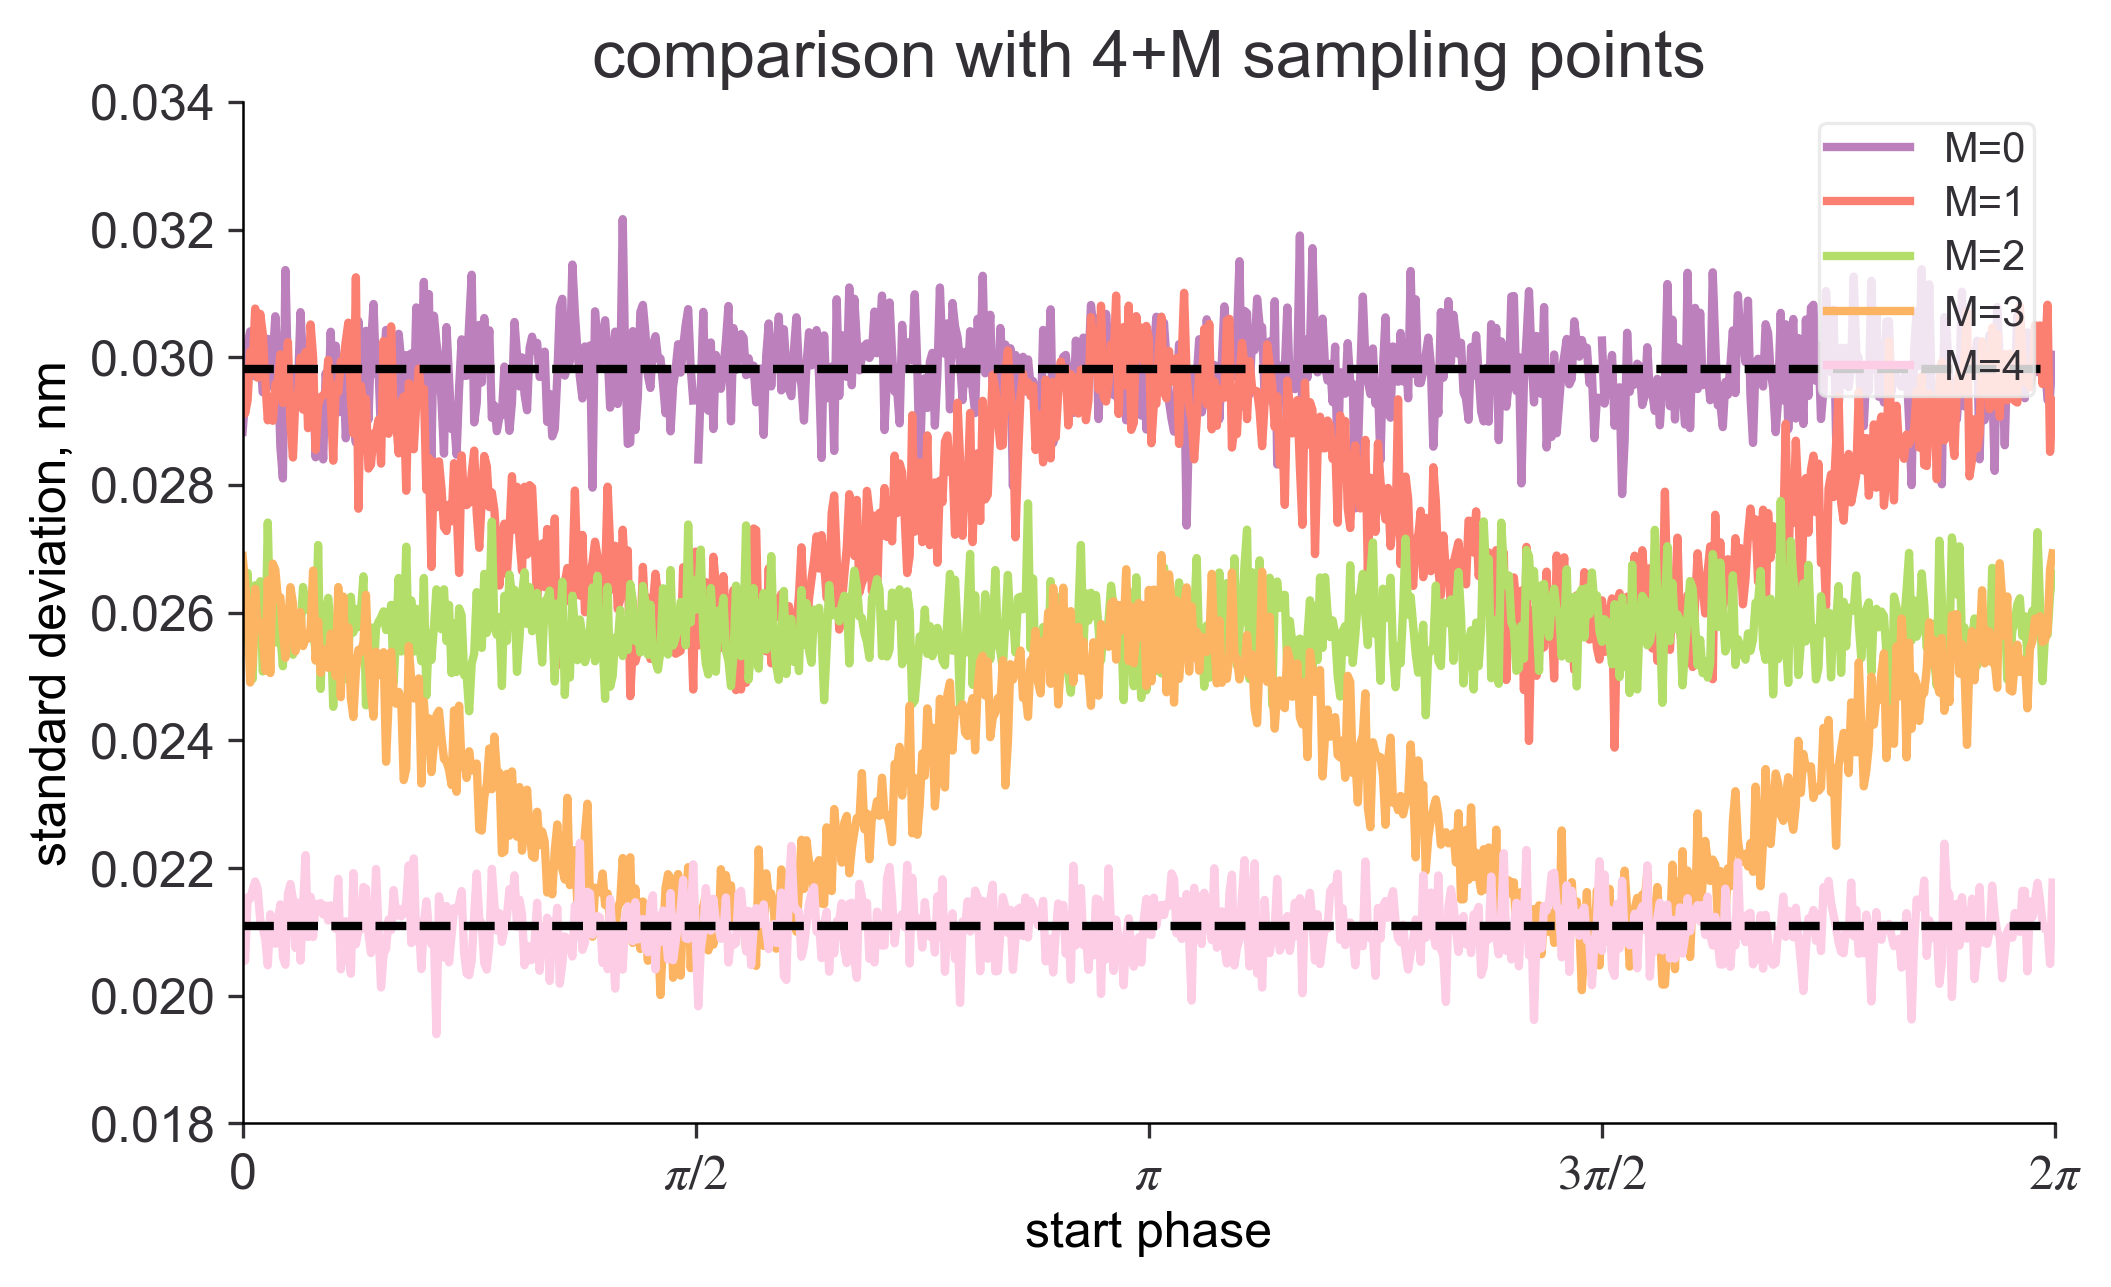 comparison with 4+M sampling points
0.034
0.032
0.030
0.028
0.026
0.024
0.022
0.020
0.018
standard deviation, nm
M=0
M=1
M=2
M=3
M=4
0 π/2 π 3π/2 2π
start phase